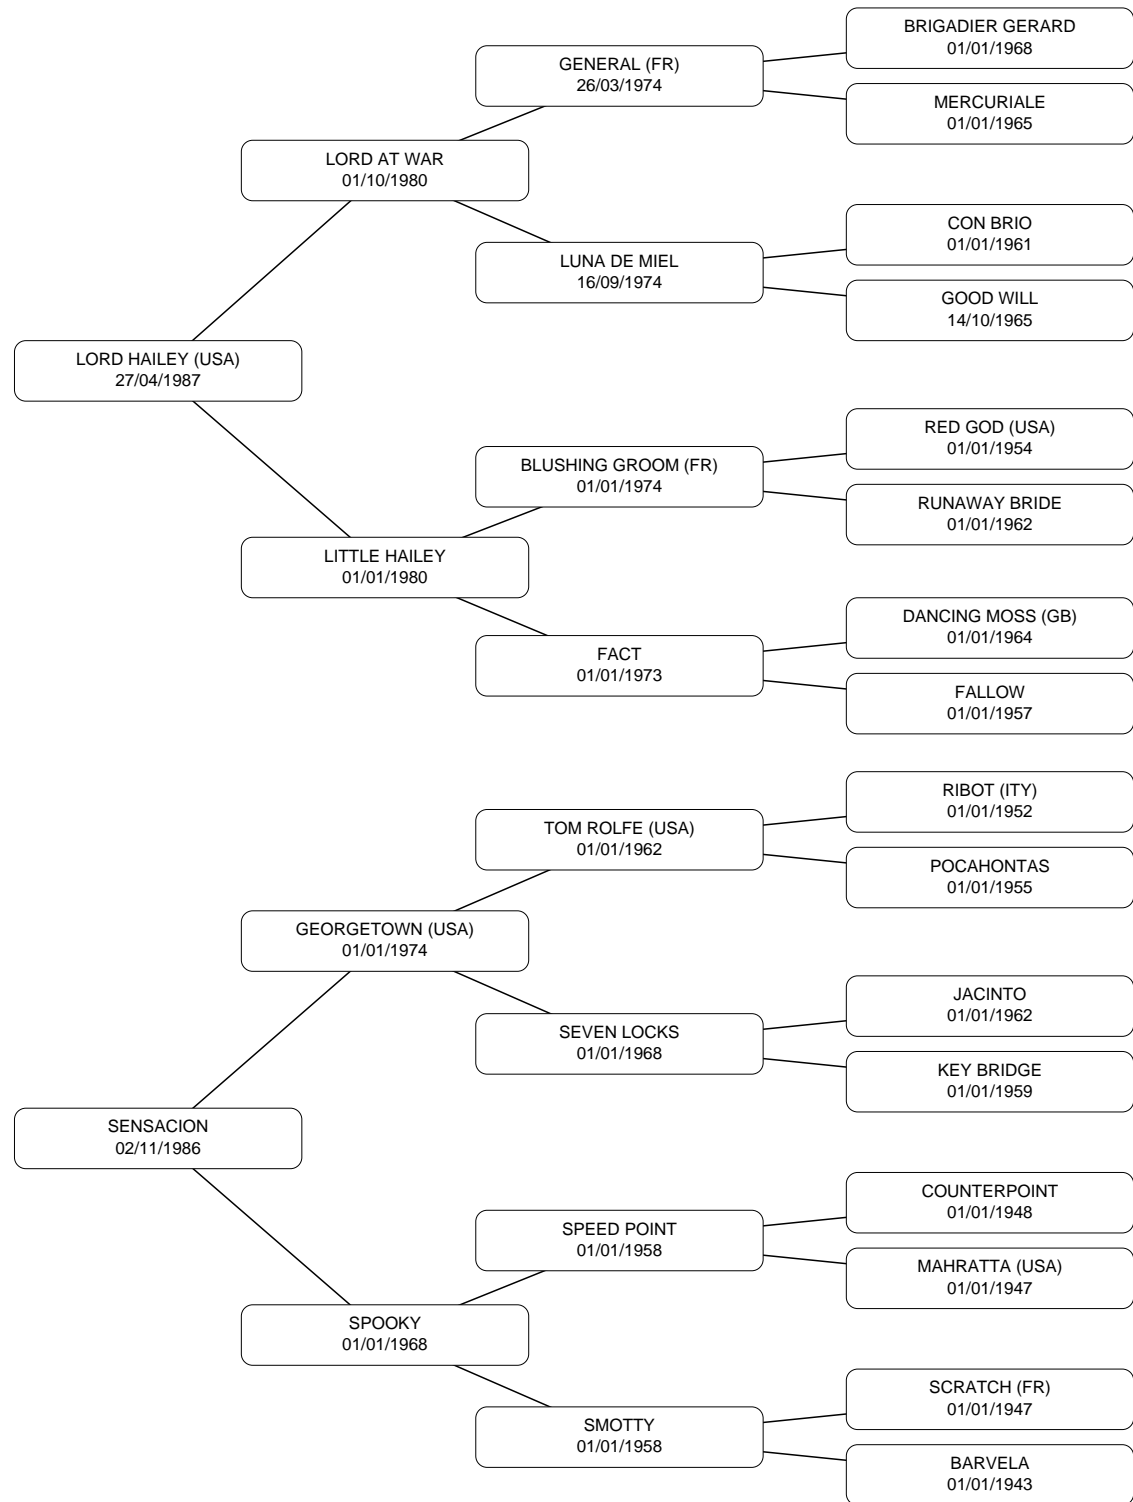 BRIGADIER GERARD
01/01/1968
GENERAL (FR)
26/03/1974
MERCURIALE
01/01/1965
LORD AT WAR
01/10/1980
CON BRIO
01/01/1961
LUNA DE MIEL
16/09/1974
GOOD WILL
14/10/1965
LORD HAILEY (USA)
27/04/1987
RED GOD (USA)
01/01/1954
BLUSHING GROOM (FR)
01/01/1974
RUNAWAY BRIDE
01/01/1962
LITTLE HAILEY
01/01/1980
DANCING MOSS (GB)
01/01/1964
FACT
01/01/1973
FALLOW
01/01/1957
RIBOT (ITY)
01/01/1952
TOM ROLFE (USA)
01/01/1962
POCAHONTAS
01/01/1955
GEORGETOWN (USA)
01/01/1974
JACINTO
01/01/1962
SEVEN LOCKS
01/01/1968
KEY BRIDGE
01/01/1959
SENSACION
02/11/1986
COUNTERPOINT
01/01/1948
SPEED POINT
01/01/1958
MAHRATTA (USA)
01/01/1947
SPOOKY
01/01/1968
SCRATCH (FR)
01/01/1947
SMOTTY
01/01/1958
BARVELA
01/01/1943